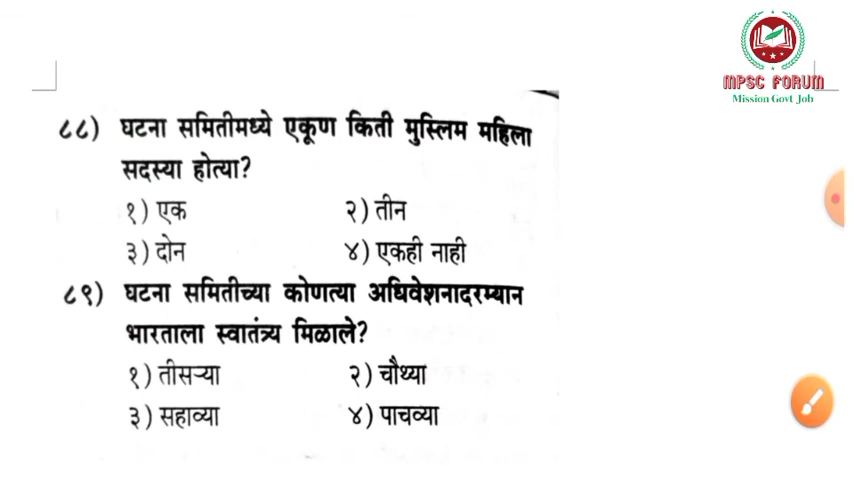 MPSC FORUM
Mission Govt Job
८८) घटना समितीमध्ये एकूण किती मुस्लिम महिला
सदस्या होत्या?
१) एक २) तीन
३) दोन ४) एकही नाही
८९) घटना समितीच्या कोणत्या अधिवेशनादरम्यान
भारताला स्वातंत्र्य मिळाले?
१) तीसऱ्या २) चौथ्या
३) सहाव्या ४) पाचव्या